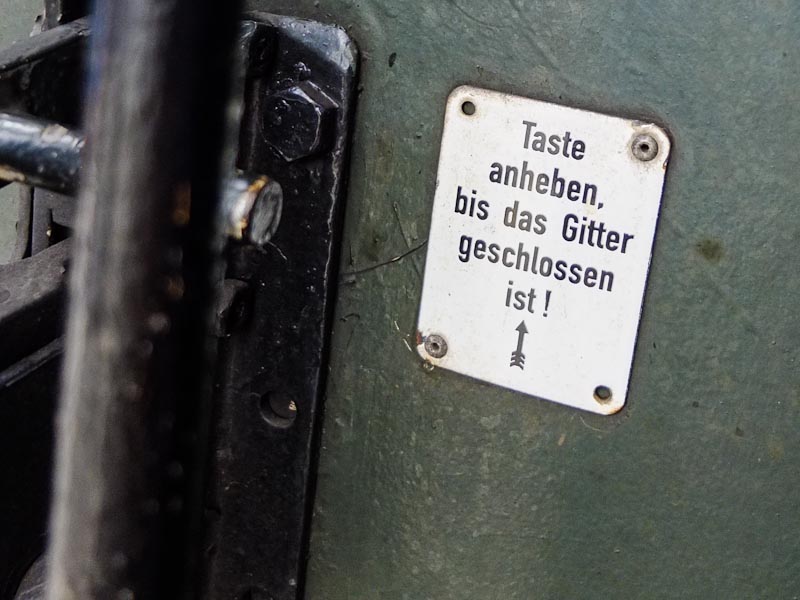 Taste
anheben,
bis das Gitter
geschlossen
ist!